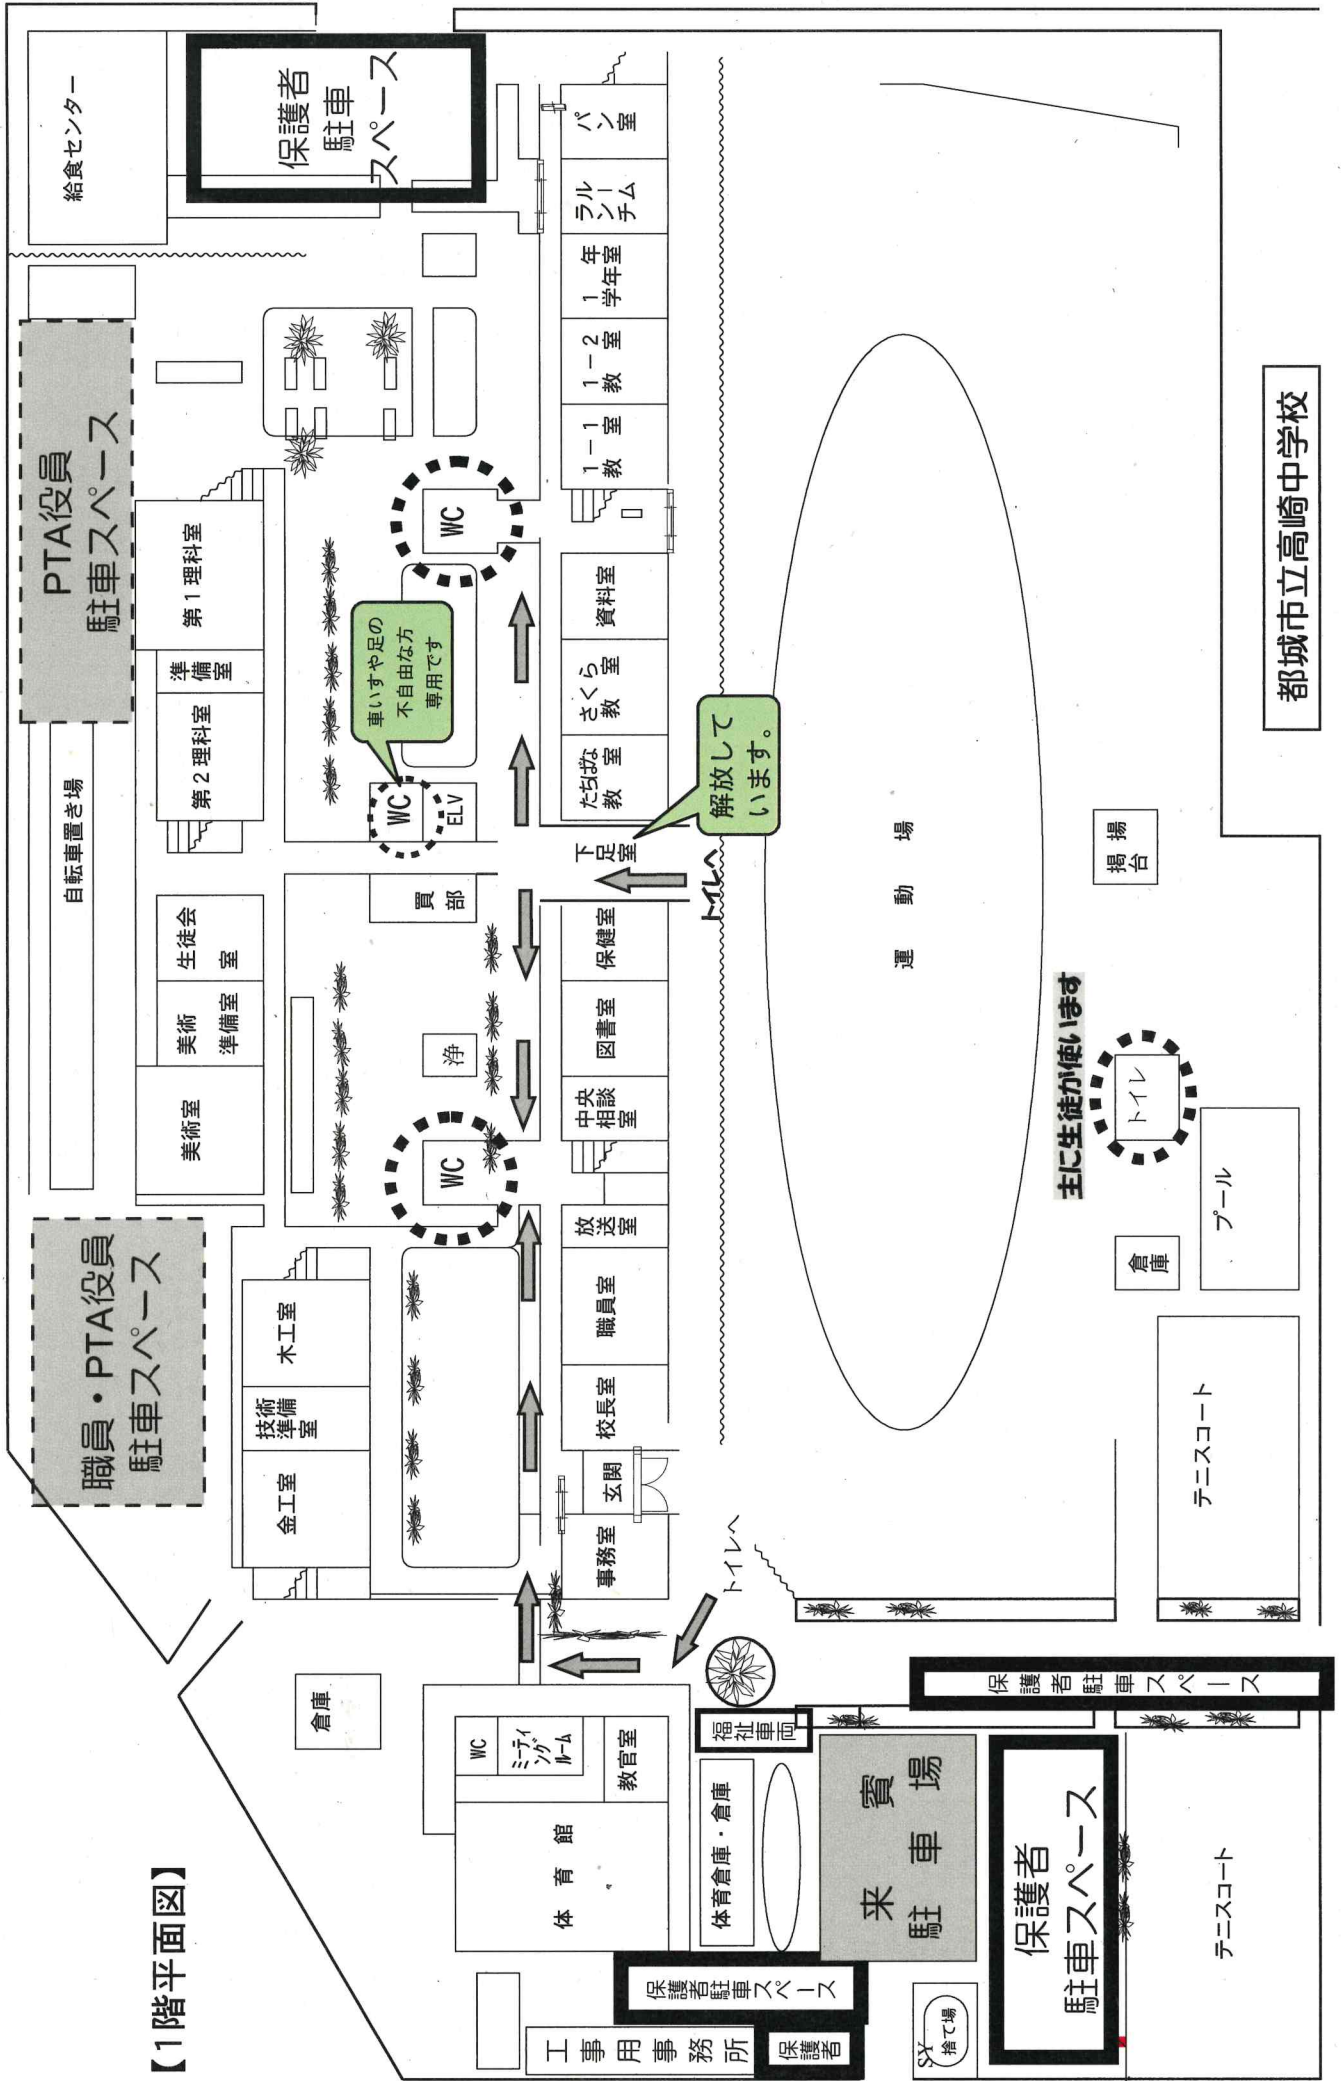 【1階平面図】
職員・PTA役員
駐車スペース
PTA役員
駐車スペース
給食センター
自転車置き場
保護者
駐車
スペース
倉庫
金工室
技術
準備
室
木工室
美術室
美術
準備室
生徒会
室
第2理科室
準備
室
第1理科室
WC
浄
買
部
WC
ELV
車いすや足の
不自由な方
専用です
WC
WC
ミーティ
ング
ルーム
教官室
体育館
事務室
玄関
校長室
職員室
放送
室
中央
相談
室
図書室
保健室
下足室
たちばな
教室
さくら
教室
資料室
1-1
教室
1-2
教室
1年
学年室
ランチ
ルーム
パン
室
トイレへ
トイレへ
解放して
います。
工事用事務所
保護者駐車スペース
保護者
体育倉庫・倉庫
福祉
車両
来賓
駐車場
運動場
SY
捨て場
保護者
駐車スペース
保護者駐車スペース
テニスコート
テニスコート
主に生徒が使います
倉庫
トイレ
プール
掲揚
台
都城市立高崎中学校